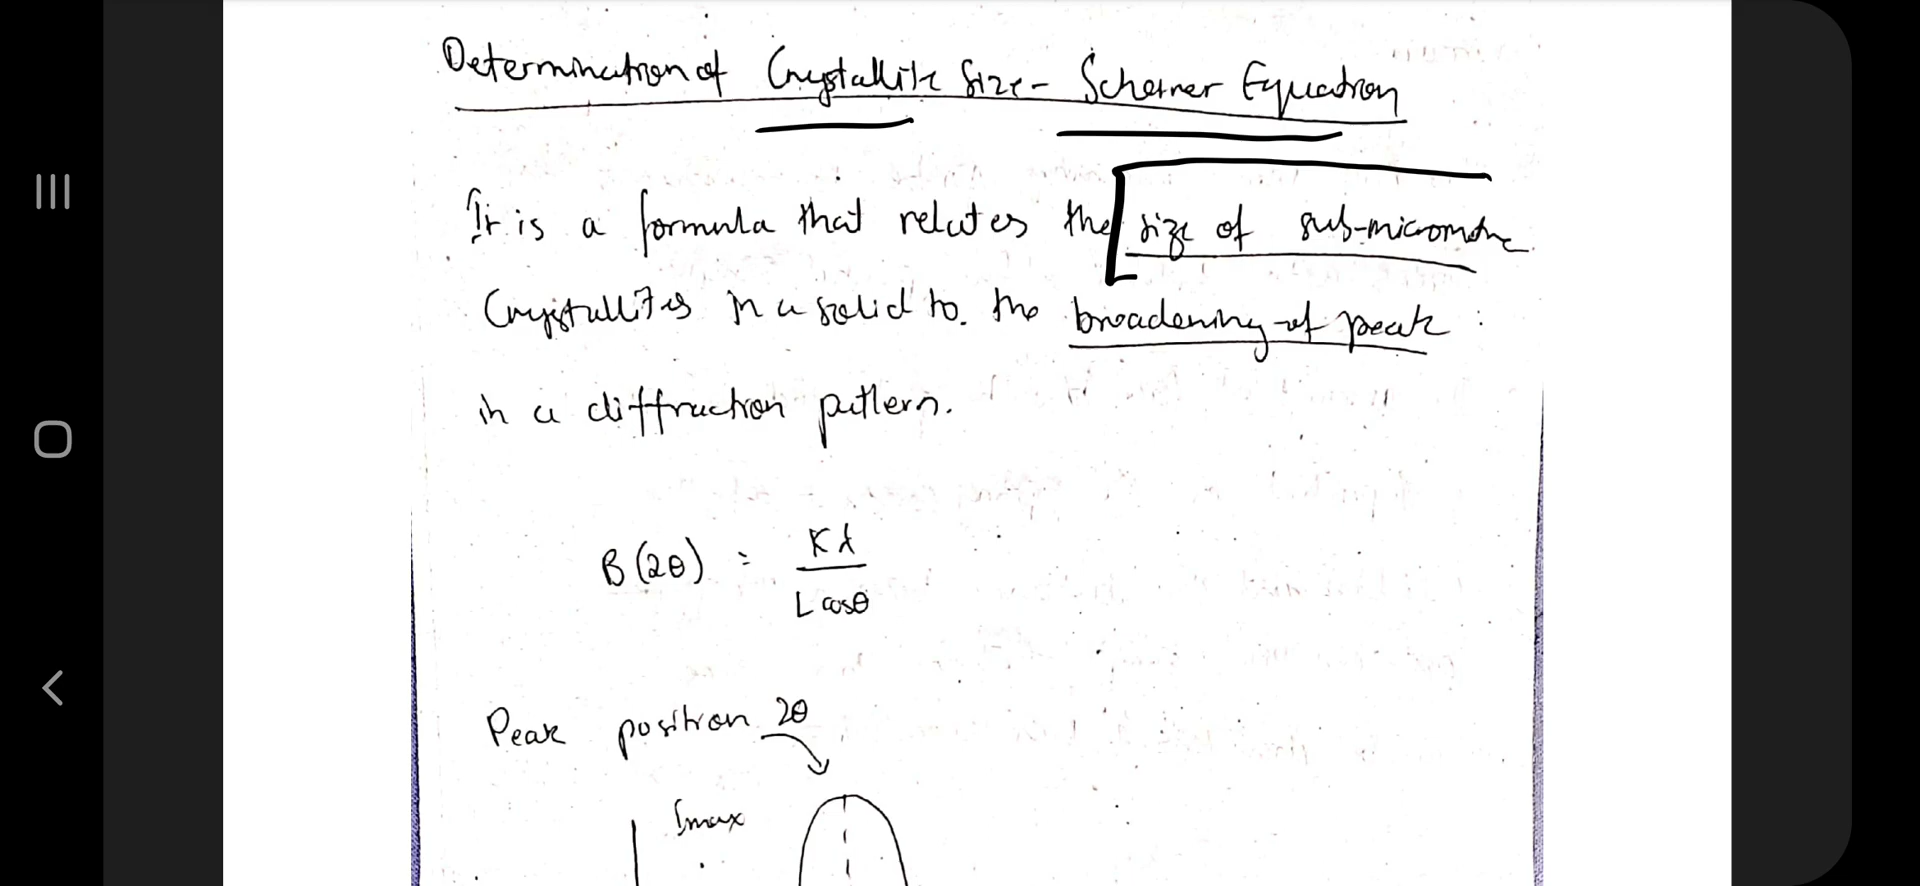 Determination of Crystallite Size - Scherrer Equation
It is a formula that relates the size of sub-micrometre
Crystallites in a solid to the broadening of peak
in a diffraction pattern.
B(2θ) = Kλ / L cosθ
Peak position 2θ
Imax